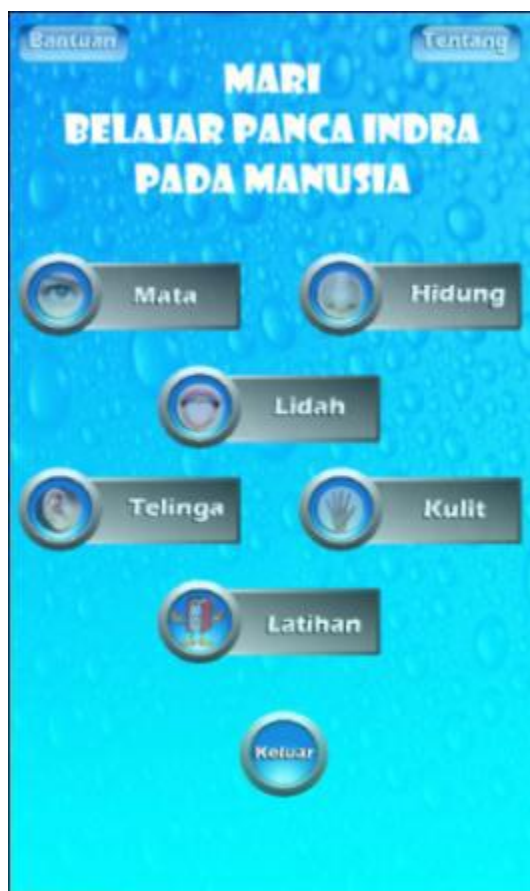 Bantuan
Tentang
MARI
BELAJAR PANCA INDRA
PADA MANUSIA
Mata
Hidung
Lidah
Telinga
Kulit
Latihan
Keluar